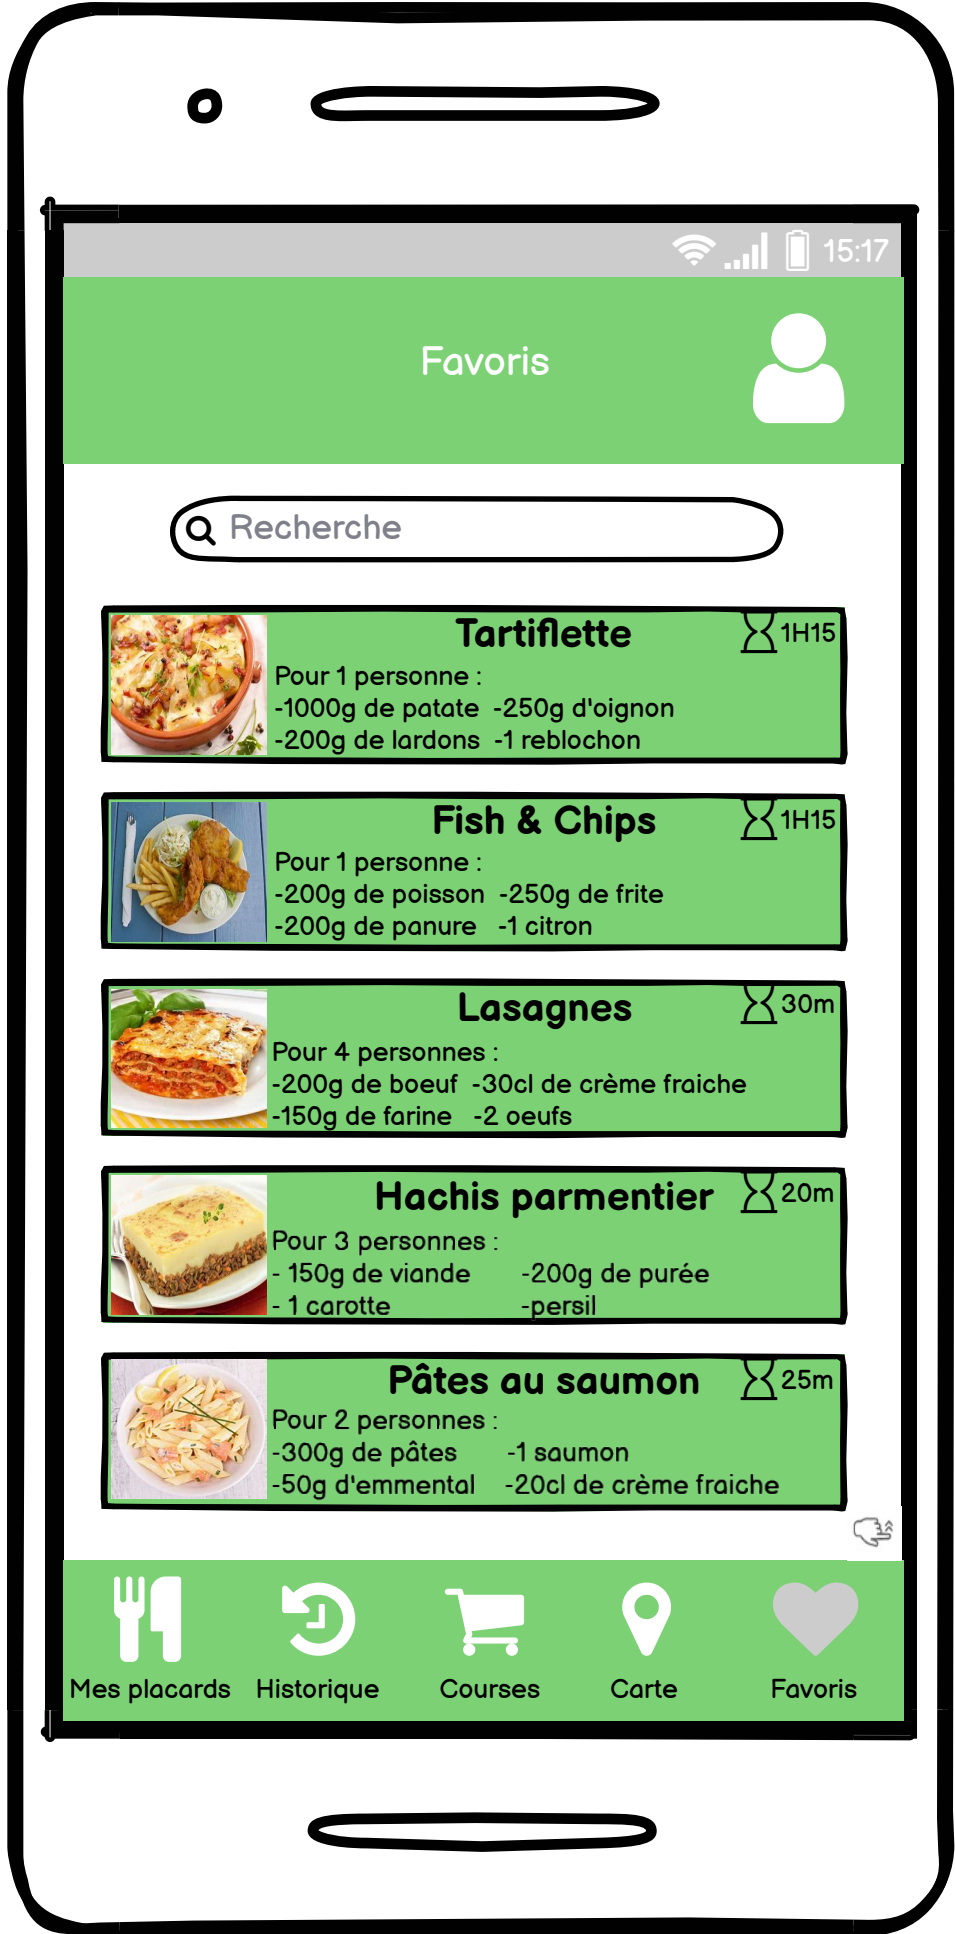 15:17
Favoris
Recherche
Tartiflette 1H15
Pour 1 personne :
-1000g de patate -250g d'oignon
-200g de lardons -1 reblochon
Fish & Chips 1H15
Pour 1 personne :
-200g de poisson -250g de frite
-200g de panure -1 citron
Lasagnes 30m
Pour 4 personnes :
-200g de boeuf -30cl de crème fraiche
-150g de farine -2 oeufs
Hachis parmentier 20m
Pour 3 personnes :
- 150g de viande -200g de purée
- 1 carotte -persil
Pâtes au saumon 25m
Pour 2 personnes :
-300g de pâtes -1 saumon
-50g d'emmental -20cl de crème fraiche
Mes placards Historique Courses Carte Favoris